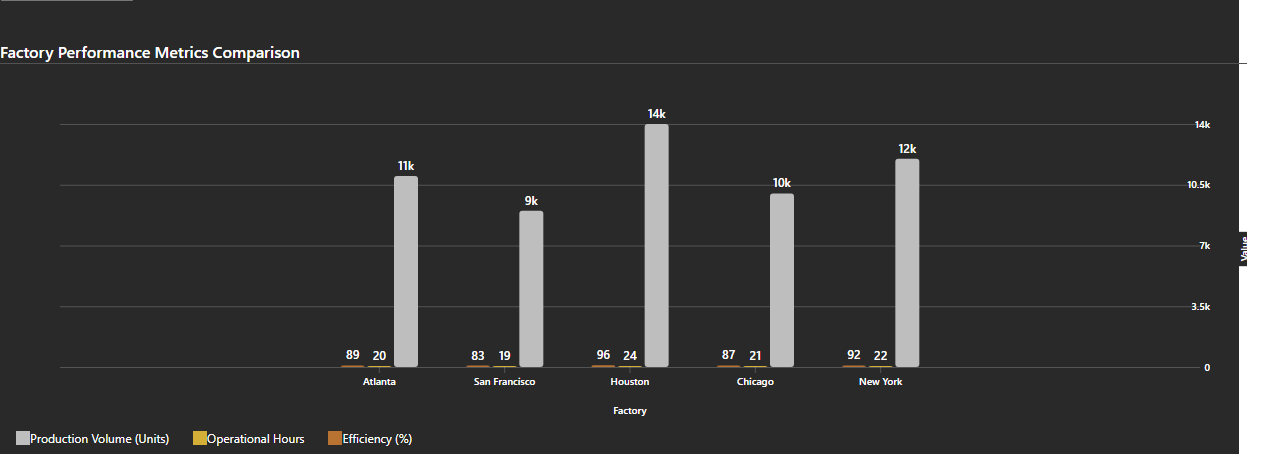 Factory Performance Metrics Comparison
14k
12k
11k
10k
9k
14k
10.5k
7k
3.5k
0
Value
89 20 83 19 96 24 87 21 92 22
Atlanta San Francisco Houston Chicago New York
Factory
Production Volume (Units) Operational Hours Efficiency (%)